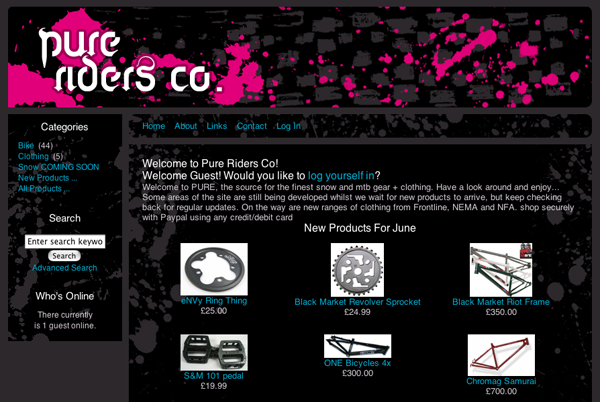 pure
riders co.
Home About Links Contact Log In
Categories
Bike (44)
Clothing (5)
Snow COMING SOON
New Products ...
All Products ...
Search
Enter search keywo
Search
Advanced Search
Who's Online
There currently
is 1 guest online.
Welcome to Pure Riders Co!
Welcome Guest! Would you like to log yourself in?
Welcome to PURE, the source for the finest snow and mtb gear + clothing. Have a look around and enjoy...
Some areas of the site are still being developed whilst we wait for new products to arrive, but keep checking
back for regular updates. On the way are new ranges of clothing from Frontline, NEMA and NFA. shop securely
with Paypal using any credit/debit card
New Products For June
eNVy Ring Thing
£25.00
Black Market Revolver Sprocket
£24.99
Black Market Riot Frame
£350.00
S&M 101 pedal
£19.99
ONE Bicycles 4x
£300.00
Chromag Samurai
£700.00